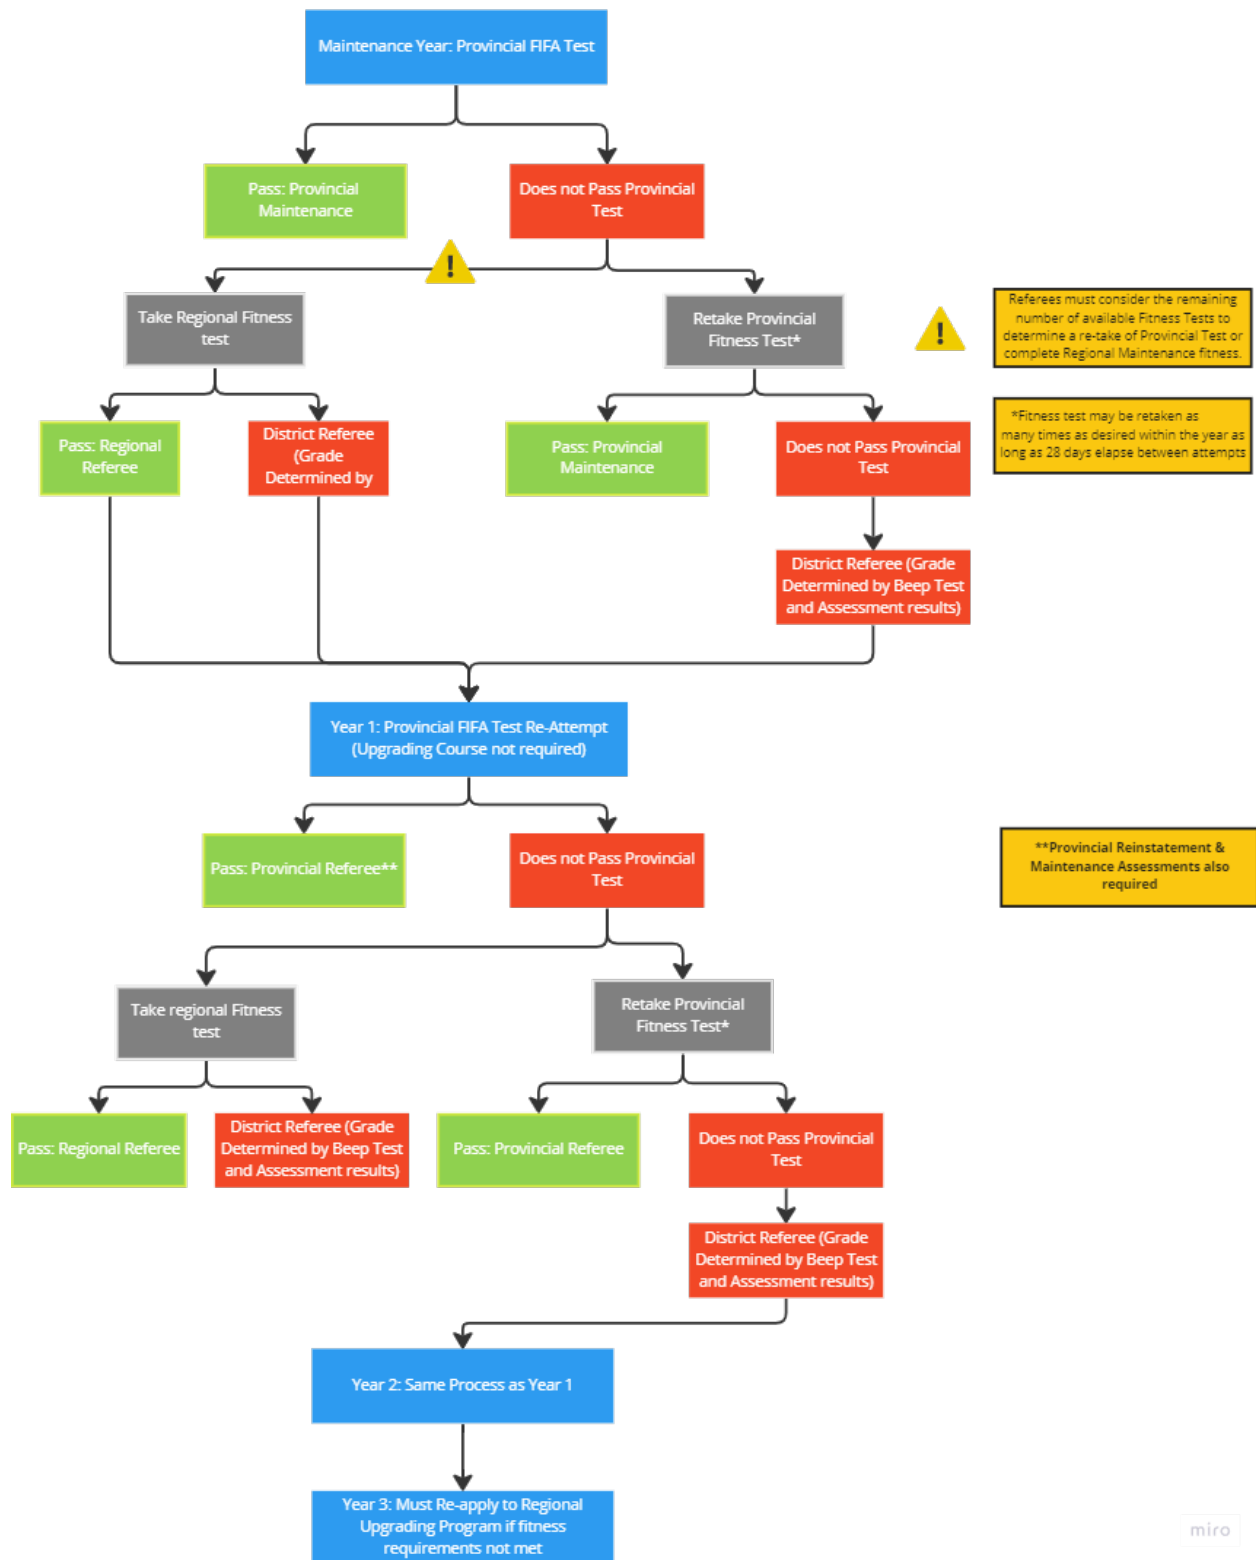 Maintenance Year: Provincial FIFA Test
Pass: Provincial
Maintenance
Does not Pass Provincial
Test
Take Regional Fitness
test
Retake Provincial
Fitness Test*
Referees must consider the remaining
number of available Fitness Tests to
determine a re-take of Provincial Test or
complete Regional Maintenance fitness.
*Fitness test may be retaken as
many times as desired within the year as
long as 28 days elapse between attempts
Pass: Regional
Referee
District Referee
(Grade
Determined by
Pass: Provincial
Maintenance
Does not Pass Provincial
Test
District Referee (Grade
Determined by Beep Test
and Assessment results)
Year 1: Provincial FIFA Test Re-Attempt
(Upgrading Course not required)
Pass: Provincial Referee**
Does not Pass Provincial
Test
**Provincial Reinstatement &
Maintenance Assessments also
required
Take regional Fitness
test
Retake Provincial
Fitness Test*
Pass: Regional Referee
District Referee (Grade
Determined by Beep Test
and Assessment results)
Pass: Provincial Referee
Does not Pass Provincial
Test
District Referee (Grade
Determined by Beep Test
and Assessment results)
Year 2: Same Process as Year 1
Year 3: Must Re-apply to Regional
Upgrading Program if fitness
requirements not met
miro